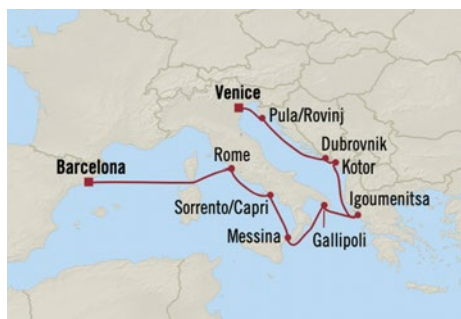 Venice
Pula/Rovinj
Dubrovnik
Rome
Kotor
Barcelona
Igoumenitsa
Sorrento/Capri
Messina
Gallipoli